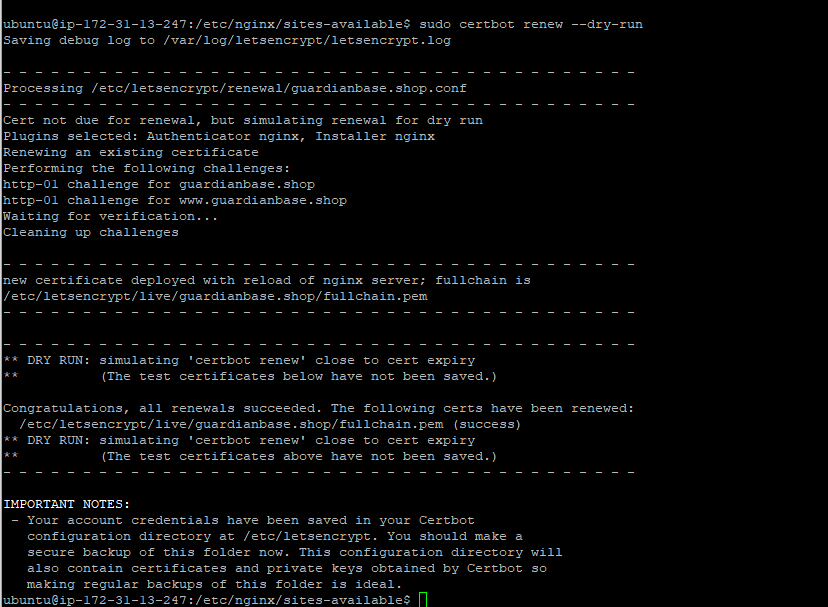 ubuntu@ip-172-31-13-247:/etc/nginx/sites-available$ sudo certbot renew --dry-run
Saving debug log to /var/log/letsencrypt/letsencrypt.log
- - - - - - - - - - - - - - - - - - - - - - - - - - - - - - - - - - - - - - - -
Processing /etc/letsencrypt/renewal/guardianbase.shop.conf
- - - - - - - - - - - - - - - - - - - - - - - - - - - - - - - - - - - - - - - -
Cert not due for renewal, but simulating renewal for dry run
Plugins selected: Authenticator nginx, Installer nginx
Renewing an existing certificate
Performing the following challenges:
http-01 challenge for guardianbase.shop
http-01 challenge for www.guardianbase.shop
Waiting for verification...
Cleaning up challenges
- - - - - - - - - - - - - - - - - - - - - - - - - - - - - - - - - - - - - - - -
new certificate deployed with reload of nginx server; fullchain is
/etc/letsencrypt/live/guardianbase.shop/fullchain.pem
- - - - - - - - - - - - - - - - - - - - - - - - - - - - - - - - - - - - - - - -
- - - - - - - - - - - - - - - - - - - - - - - - - - - - - - - - - - - - - - - -
** DRY RUN: simulating 'certbot renew' close to cert expiry
**          (The test certificates below have not been saved.)
Congratulations, all renewals succeeded. The following certs have been renewed:
  /etc/letsencrypt/live/guardianbase.shop/fullchain.pem (success)
** DRY RUN: simulating 'certbot renew' close to cert expiry
**          (The test certificates above have not been saved.)
- - - - - - - - - - - - - - - - - - - - - - - - - - - - - - - - - - - - - - - -
IMPORTANT NOTES:
 - Your account credentials have been saved in your Certbot
   configuration directory at /etc/letsencrypt. You should make a
   secure backup of this folder now. This configuration directory will
   also contain certificates and private keys obtained by Certbot so
   making regular backups of this folder is ideal.
ubuntu@ip-172-31-13-247:/etc/nginx/sites-available$